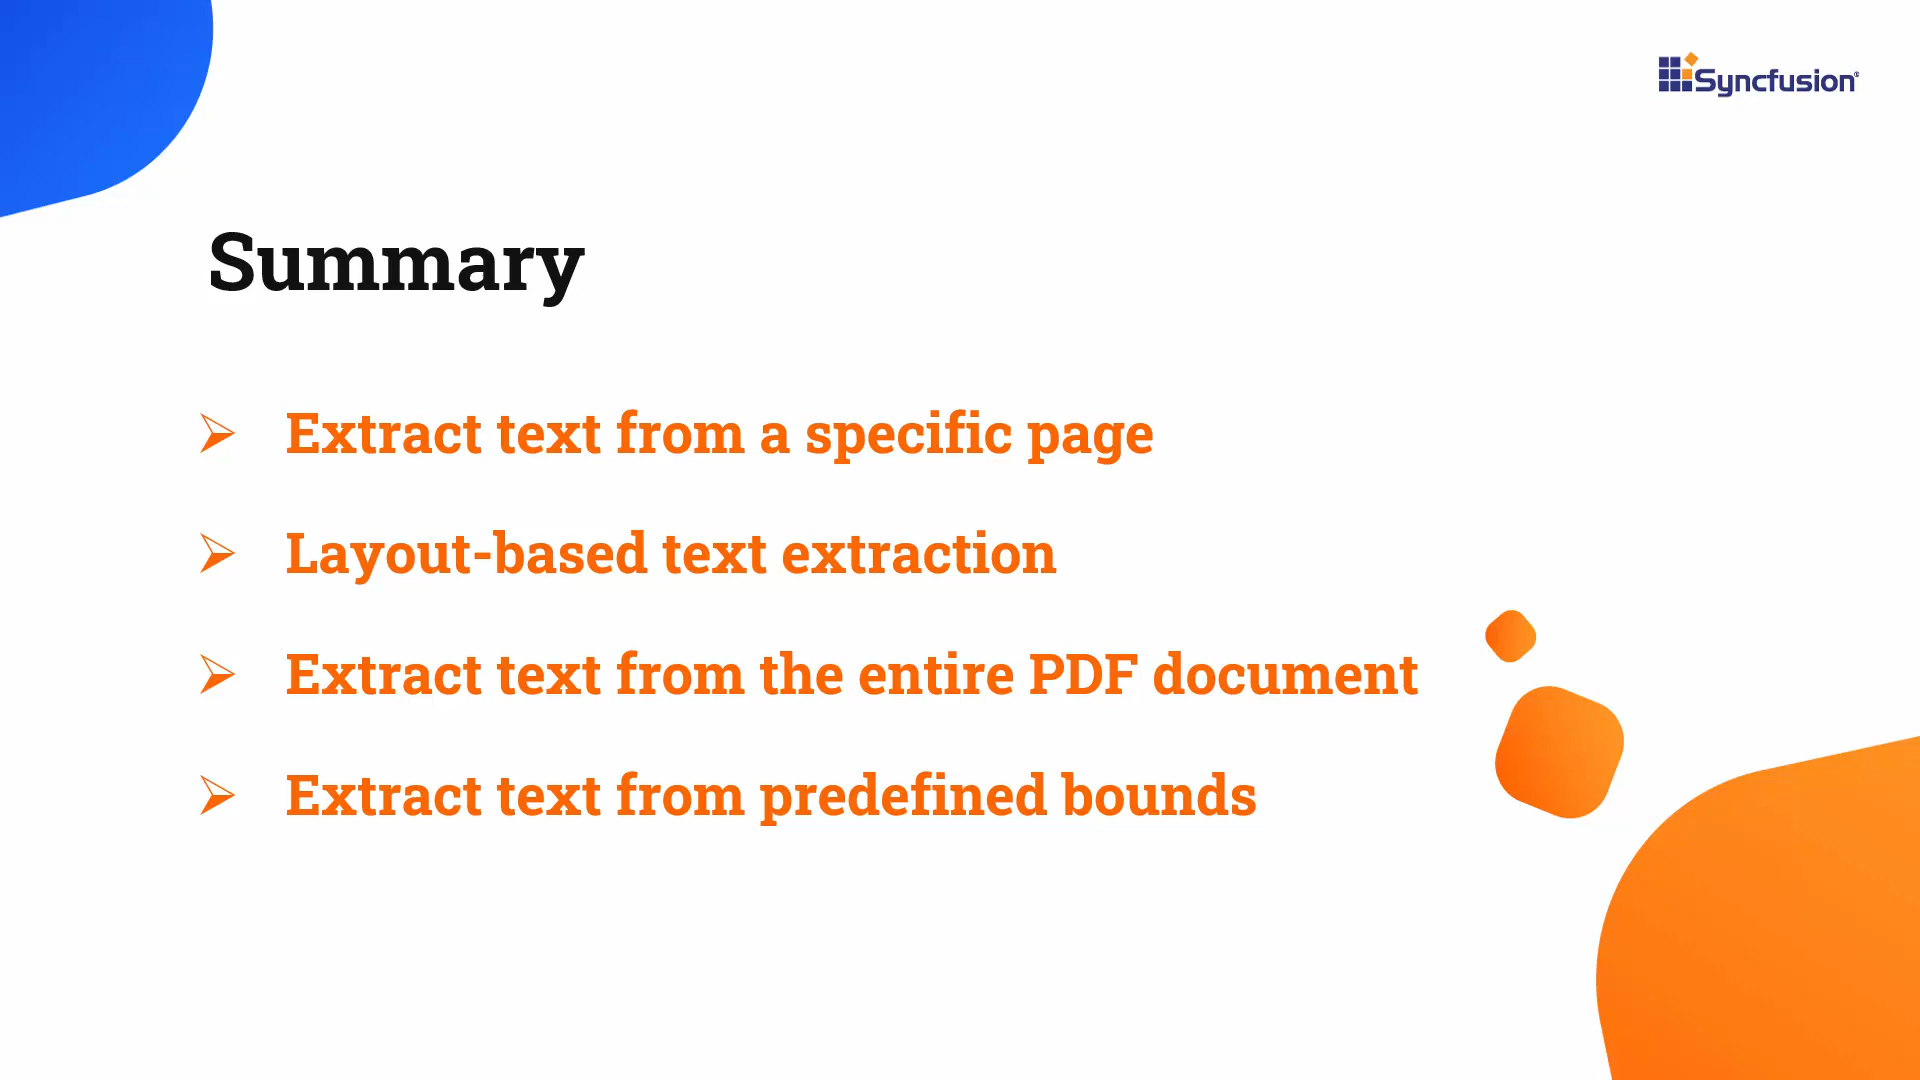 Syncfusion®
Summary
➢ Extract text from a specific page
➢ Layout-based text extraction
➢ Extract text from the entire PDF document
➢ Extract text from predefined bounds